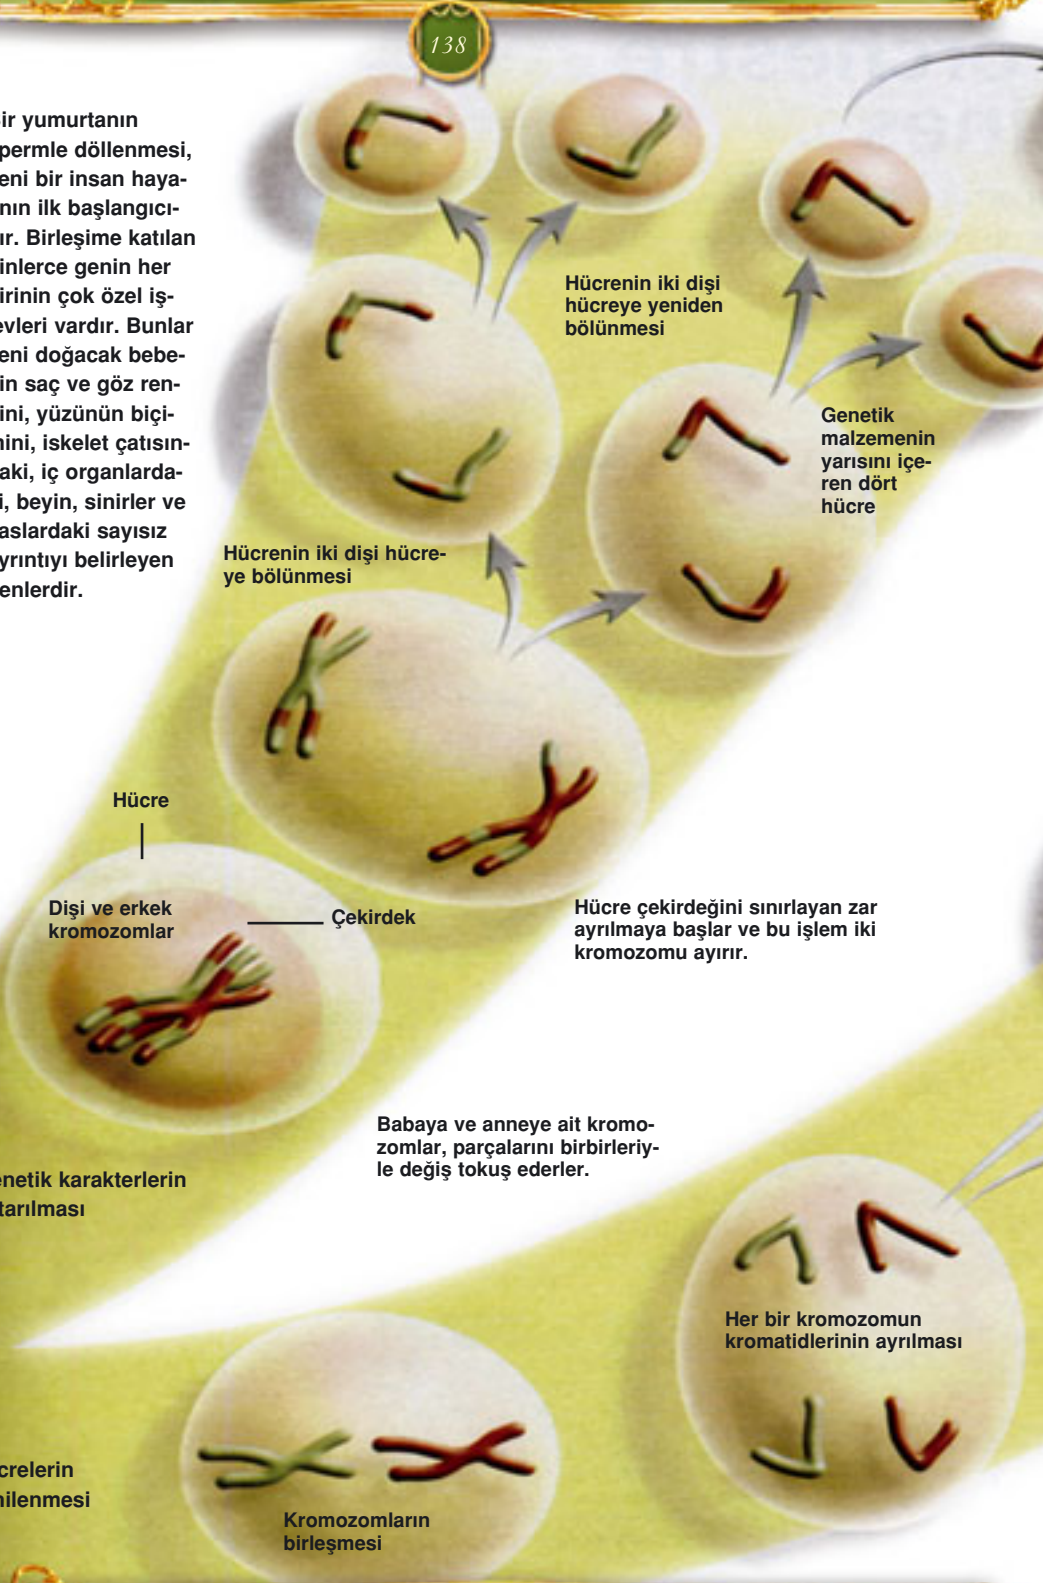 138
ir yumurtanın
permle döllenmesi,
eni bir insan haya-
nın ilk başlangıcı-
ır. Birleşime katılan
inlerce genin her
irinin çok özel iş-
evleri vardır. Bunlar
eni doğacak bebe-
in saç ve göz ren-
ini, yüzünün biçi-
ini, iskelet çatısın-
aki, iç organlarda-
i, beyin, sinirler ve
aslardaki sayısız
yrıntıyı belirleyen
enlerdir.
Hücrenin iki dişi
hücreye yeniden
bölünmesi
Genetik
malzemenin
yarısını içe-
ren dört
hücre
Hücrenin iki dişi hücre-
ye bölünmesi
Hücre
Dişi ve erkek
kromozomlar
Çekirdek
Hücre çekirdeğini sınırlayan zar
ayrılmaya başlar ve bu işlem iki
kromozomu ayırır.
Babaya ve anneye ait kromo-
zomlar, parçalarını birbirleriy-
le değiş tokuş ederler.
enetik karakterlerin
tarılması
Her bir kromozomun
kromatidlerinin ayrılması
crelerin
nilenmesi
Kromozomların
birleşmesi